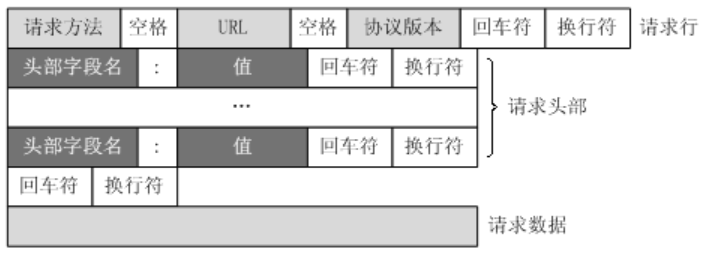 请求方法 空格 URL 空格 协议版本 回车符 换行符 请求行
头部字段名 : 值 回车符 换行符
... 请求头部
头部字段名 : 值 回车符 换行符
回车符 换行符
请求数据